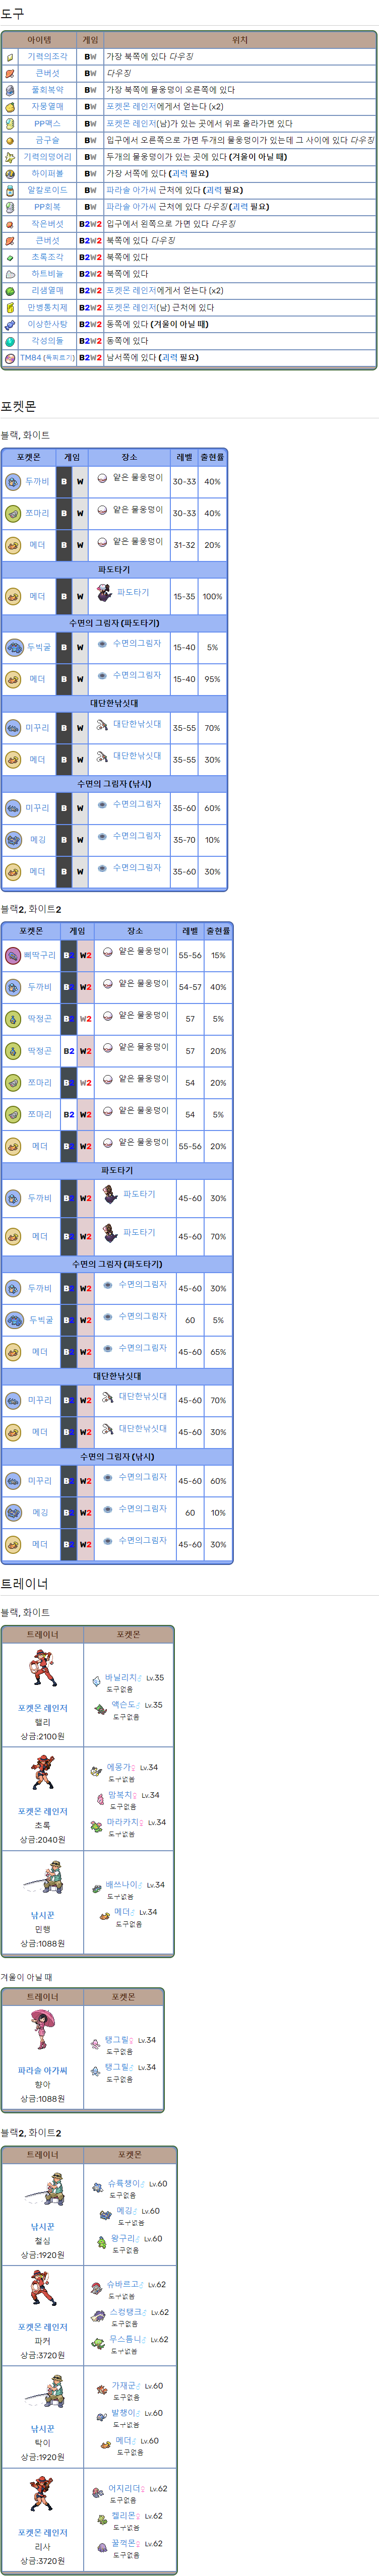 도구
아이템 게임 위치
기력의조각 BW 가장 북쪽에 있다 다우징
큰버섯 BW 다우징
풀회복약 BW 가장 북쪽에 물웅덩이 오른쪽에 있다
자뭉열매 BW 포켓몬 레인저에게서 얻는다 (x2)
PP맥스 BW 포켓몬 레인저(남)가 있는 곳에서 위로 올라가면 있다
금구슬 BW 입구에서 오른쪽으로 가면 두개의 물웅덩이가 있는데 그 사이에 있다 다우징
기력의덩어리 BW 두개의 물웅덩이가 있는 곳에 있다 (겨울이 아닐 때)
하이퍼볼 BW 가장 서쪽에 있다 (괴력 필요)
알칼로이드 BW 파라솔 아가씨 근처에 있다 (괴력 필요)
PP회복 BW 파라솔 아가씨 근처에 있다 다우징 (괴력 필요)
작은버섯 B2W2 입구에서 왼쪽으로 가면 있다 다우징
큰버섯 B2W2 북쪽에 있다 다우징
초록조각 B2W2 북쪽에 있다
하트비늘 B2W2 북쪽에 있다
리샘열매 B2W2 포켓몬 레인저에게서 얻는다 (x2)
만병통치제 B2W2 포켓몬 레인저(남) 근처에 있다
이상한사탕 B2W2 동쪽에 있다 (겨울이 아닐 때)
각성의돌 B2W2 동쪽에 있다
TM84 (독찌르기) B2W2 남서쪽에 있다 (괴력 필요)
포켓몬
블랙, 화이트
포켓몬 게임 장소 레벨 출현률
두까비 B W 얕은 물웅덩이 30-33 40%
쪼마리 B W 얕은 물웅덩이 30-33 40%
메더 B W 얕은 물웅덩이 31-32 20%
파도타기
메더 B W 파도타기 15-35 100%
수면의 그림자 (파도타기)
두빅굴 B W 수면의그림자 15-40 5%
메더 B W 수면의그림자 15-40 95%
대단한낚싯대
미꾸리 B W 대단한낚싯대 35-55 70%
메더 B W 대단한낚싯대 35-55 30%
수면의 그림자 (낚시)
미꾸리 B W 수면의그림자 35-60 60%
메깅 B W 수면의그림자 35-70 10%
메더 B W 수면의그림자 35-60 30%
블랙2, 화이트2
포켓몬 게임 장소 레벨 출현률
삐딱구리 B2 W2 얕은 물웅덩이 55-56 15%
두까비 B2 W2 얕은 물웅덩이 54-57 40%
딱정곤 B2 W2 얕은 물웅덩이 57 5%
딱정곤 B2 W2 얕은 물웅덩이 57 20%
쪼마리 B2 W2 얕은 물웅덩이 54 20%
쪼마리 B2 W2 얕은 물웅덩이 54 5%
메더 B2 W2 얕은 물웅덩이 55-56 20%
파도타기
두까비 B2 W2 파도타기 45-60 30%
메더 B2 W2 파도타기 45-60 70%
수면의 그림자 (파도타기)
두까비 B2 W2 수면의그림자 45-60 30%
두빅굴 B2 W2 수면의그림자 60 5%
메더 B2 W2 수면의그림자 45-60 65%
대단한낚싯대
미꾸리 B2 W2 대단한낚싯대 45-60 70%
메더 B2 W2 대단한낚싯대 45-60 30%
수면의 그림자 (낚시)
미꾸리 B2 W2 수면의그림자 45-60 60%
메깅 B2 W2 수면의그림자 60 10%
메더 B2 W2 수면의그림자 45-60 30%
트레이너
블랙, 화이트
트레이너 포켓몬
포켓몬 레인저
핼리
상금:2100원
바닐리치♂ Lv.35
도구없음
액슨도♂ Lv.35
도구없음
포켓몬 레인저
초록
상금:2040원
에몽가♀ Lv.34
도구없음
맘복치♀ Lv.34
도구없음
마라카치♀ Lv.34
도구없음
낚시꾼
민행
상금:1088원
배쓰나이♂ Lv.34
도구없음
메더♂ Lv.34
도구없음
겨울이 아닐 때
트레이너 포켓몬
파라솔 아가씨
향아
상금:1088원
탱그릴♀ Lv.34
도구없음
탱그릴♂ Lv.34
도구없음
블랙2, 화이트2
트레이너 포켓몬
낚시꾼
철심
상금:1920원
슈륙챙이♂ Lv.60
도구없음
메깅♂ Lv.60
도구없음
왕구리♂ Lv.60
도구없음
포켓몬 레인저
파커
상금:3720원
슈바르고♂ Lv.62
도구없음
스컹탱크♂ Lv.62
도구없음
무스틈니♂ Lv.62
도구없음
낚시꾼
탁이
상금:1920원
가재군♂ Lv.60
도구없음
발챙이♂ Lv.60
도구없음
메더♂ Lv.60
도구없음
포켓몬 레인저
리사
상금:3720원
어지리더♀ Lv.62
도구없음
켈리몬♀ Lv.62
도구없음
꿀꺽몬♀ Lv.62
도구없음